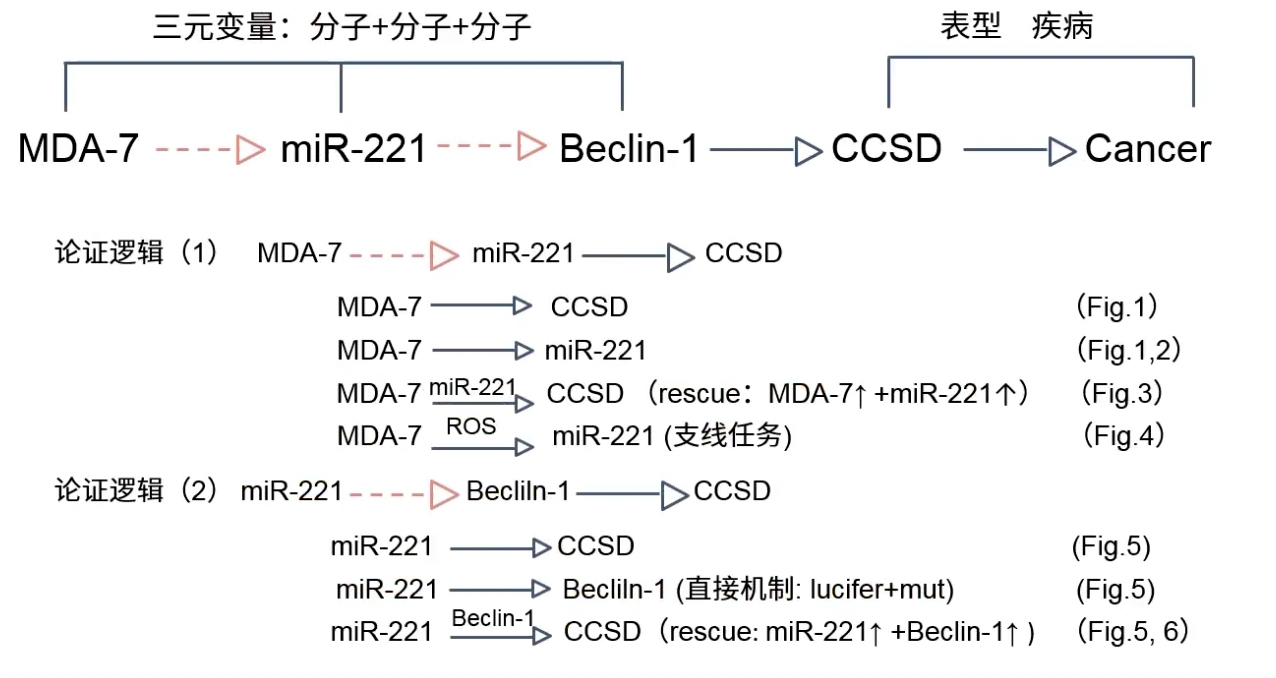 三元变量：分子+分子+分子 表型 疾病
MDA-7 miR-221 Beclin-1 CCSD Cancer
论证逻辑（1） MDA-7 miR-221 CCSD
MDA-7 CCSD （Fig.1）
MDA-7 miR-221 （Fig.1,2）
MDA-7 miR-221 CCSD （rescue：MDA-7↑ +miR-221↑） （Fig.3）
MDA-7 ROS miR-221 (支线任务) （Fig.4）
论证逻辑（2） miR-221 Libeclin-1 CCSD
miR-221 CCSD (Fig.5)
miR-221 Becliln-1 (直接机制: lucifer+mut) (Fig.5)
miR-221 Beclin-1 CCSD （rescue: miR-221↑ +Beclin-1↑ ) （Fig.5, 6）